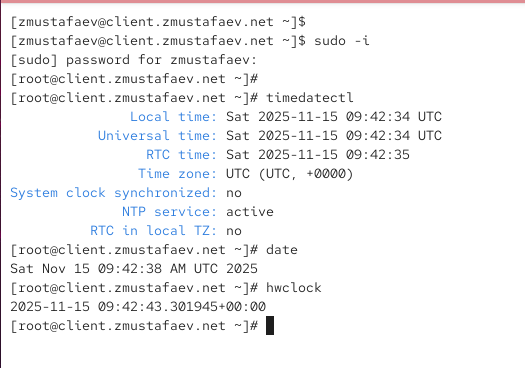 [zmustafaev@client.zmustafaev.net ~]$
[zmustafaev@client.zmustafaev.net ~]$ sudo -i
[sudo] password for zmustafaev:
[root@client.zmustafaev.net ~]#
[root@client.zmustafaev.net ~]# timedatectl
               Local time: Sat 2025-11-15 09:42:34 UTC
           Universal time: Sat 2025-11-15 09:42:34 UTC
                 RTC time: Sat 2025-11-15 09:42:35
                Time zone: UTC (UTC, +0000)
System clock synchronized: no
              NTP service: active
          RTC in local TZ: no
[root@client.zmustafaev.net ~]# date
Sat Nov 15 09:42:38 AM UTC 2025
[root@client.zmustafaev.net ~]# hwclock
2025-11-15 09:42:43.301945+00:00
[root@client.zmustafaev.net ~]#